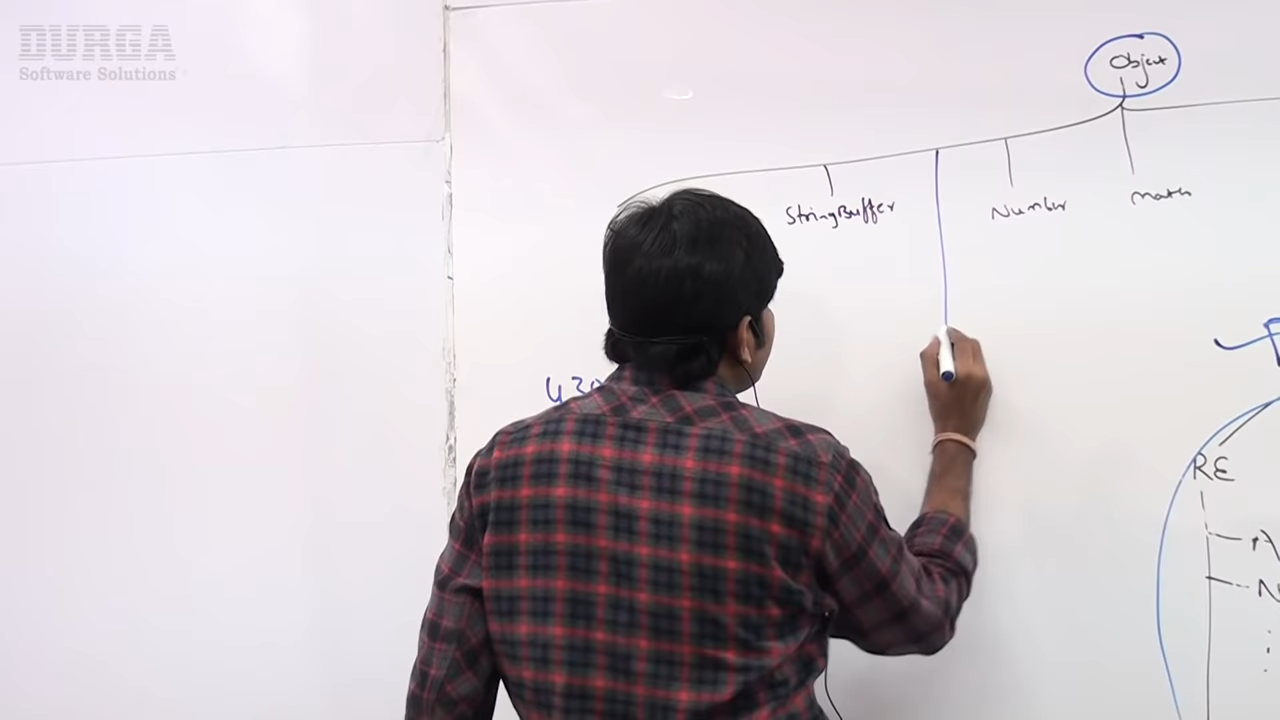 DURGA
Software Solutions
Object
StringBuffer
Number
Math
RE